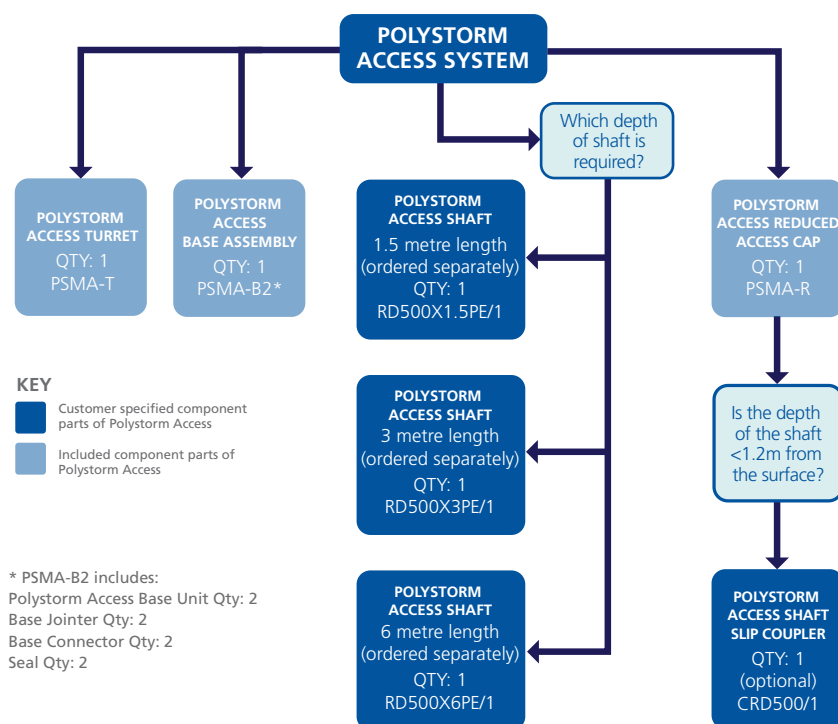 POLYSTORM
ACCESS SYSTEM
Which depth
of shaft is
required?
POLYSTORM
ACCESS TURRET
QTY: 1
PSMA-T
POLYSTORM
ACCESS
BASE ASSEMBLY
QTY: 1
PSMA-B2*
POLYSTORM
ACCESS SHAFT
1.5 metre length
(ordered separately)
QTY: 1
RD500X1.5PE/1
POLYSTORM
ACCESS REDUCED
ACCESS CAP
QTY: 1
PSMA-R
KEY
Customer specified component
parts of Polystorm Access
Included component parts of
Polystorm Access
POLYSTORM
ACCESS SHAFT
3 metre length
(ordered separately)
QTY: 1
RD500X3PE/1
Is the depth
of the shaft
<1.2m from
the surface?
* PSMA-B2 includes:
Polystorm Access Base Unit Qty: 2
Base Jointer Qty: 2
Base Connector Qty: 2
Seal Qty: 2
POLYSTORM
ACCESS SHAFT
6 metre length
(ordered separately)
QTY: 1
RD500X6PE/1
POLYSTORM
ACCESS SHAFT
SLIP COUPLER
QTY: 1
(optional)
CRD500/1